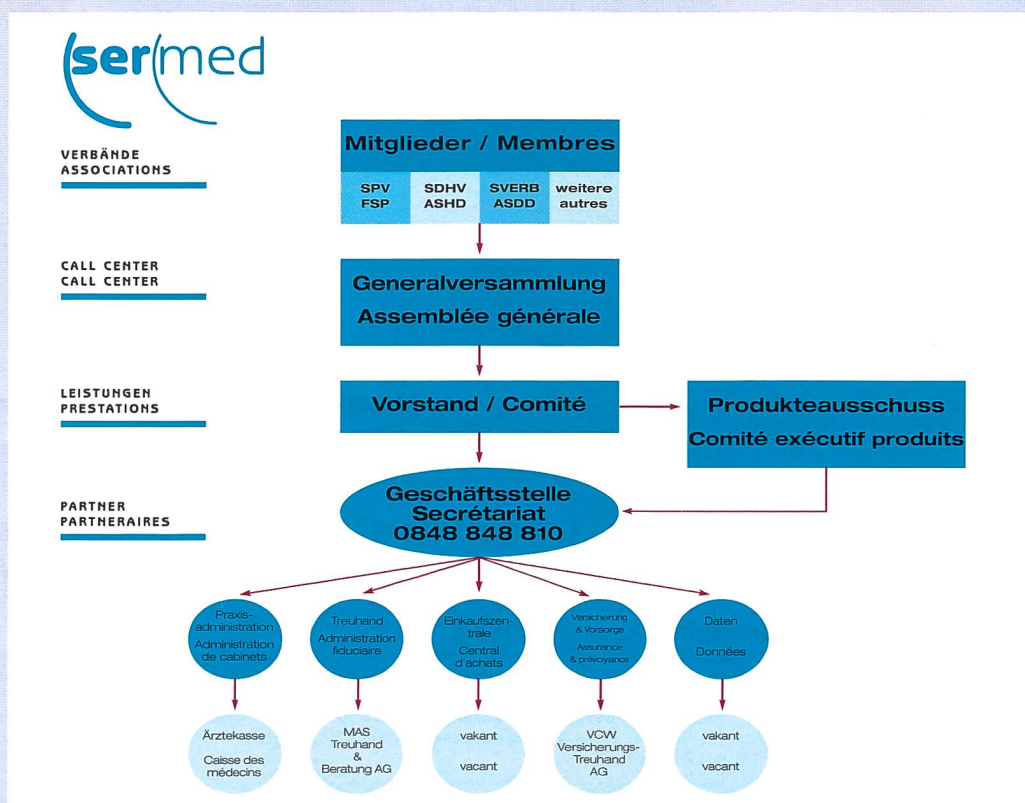 (ser(med
VERBÄNDE
ASSOCIATIONS
CALL CENTER
CALL CENTER
LEISTUNGEN
PRESTATIONS
PARTNER
PARTNERAIRES
Mitglieder / Membres
SPV
FSP
SDHV
ASHD
SVERB
ASDD
weitere
autres
Generalversammlung
Assemblée générale
Vorstand / Comité
Produkteausschuss
Comité exécutif produits
Geschäftsstelle
Secrétariat
0848 848 810
Praxis-
administration
Administration
de cabinets
Treuhand
Administration
fiduciaire
Einkaufszen-
trale
Central
d'achats
Versicherung
& Vorsorge
Assurance
& prévoyance
Daten
Données
Ärztekasse
Caisse des
médecins
MAS
Treuhand
&
Beratung AG
vakant
vacant
VCW
Versicherungs-
Treuhand
AG
vakant
vacant